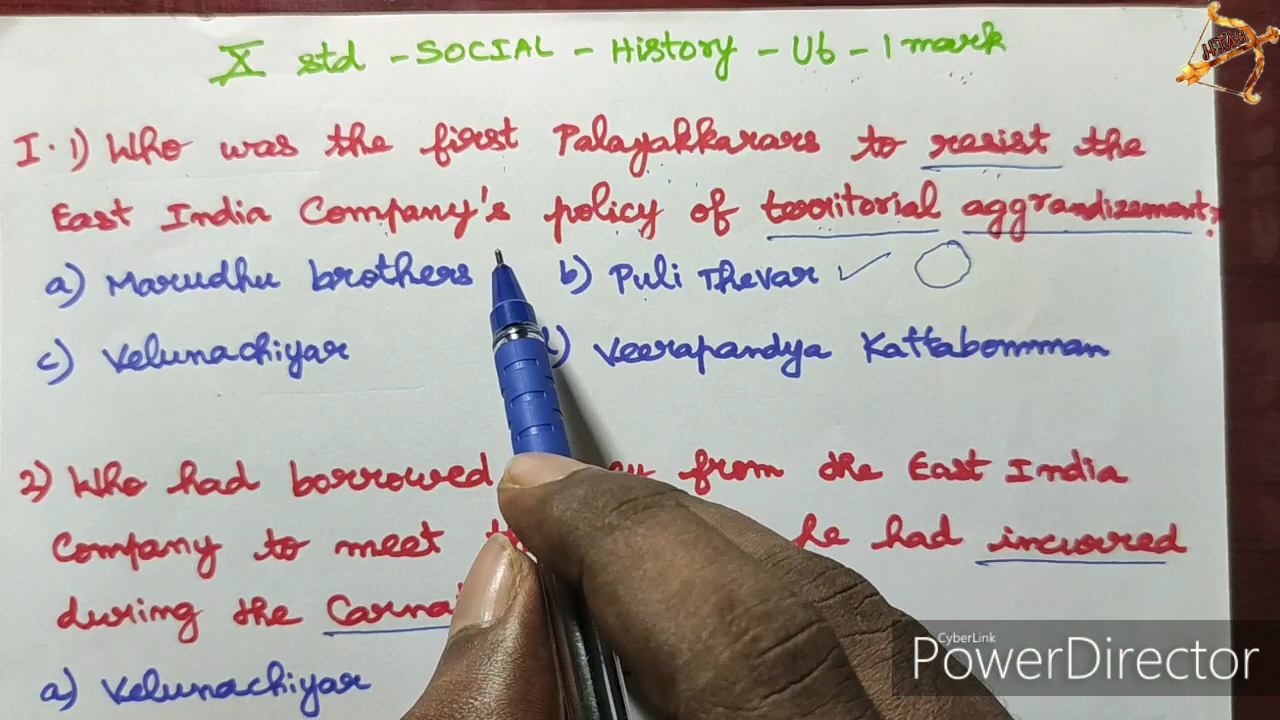 X std - SOCIAL - History - U6 - 1 mark
I. 1) Who was the first Palayakkarars to resist the
East India Company's policy of territorial aggrandizement?
a) Marudhu brothers b) Puli Thevar ✓
c) Velunachiyar d) Veerapandya Kattabomman
2) Who had borrowed from the East India
Company to meet he had incurred
during the
a) Velunachiyar
CyberLink
PowerDirector